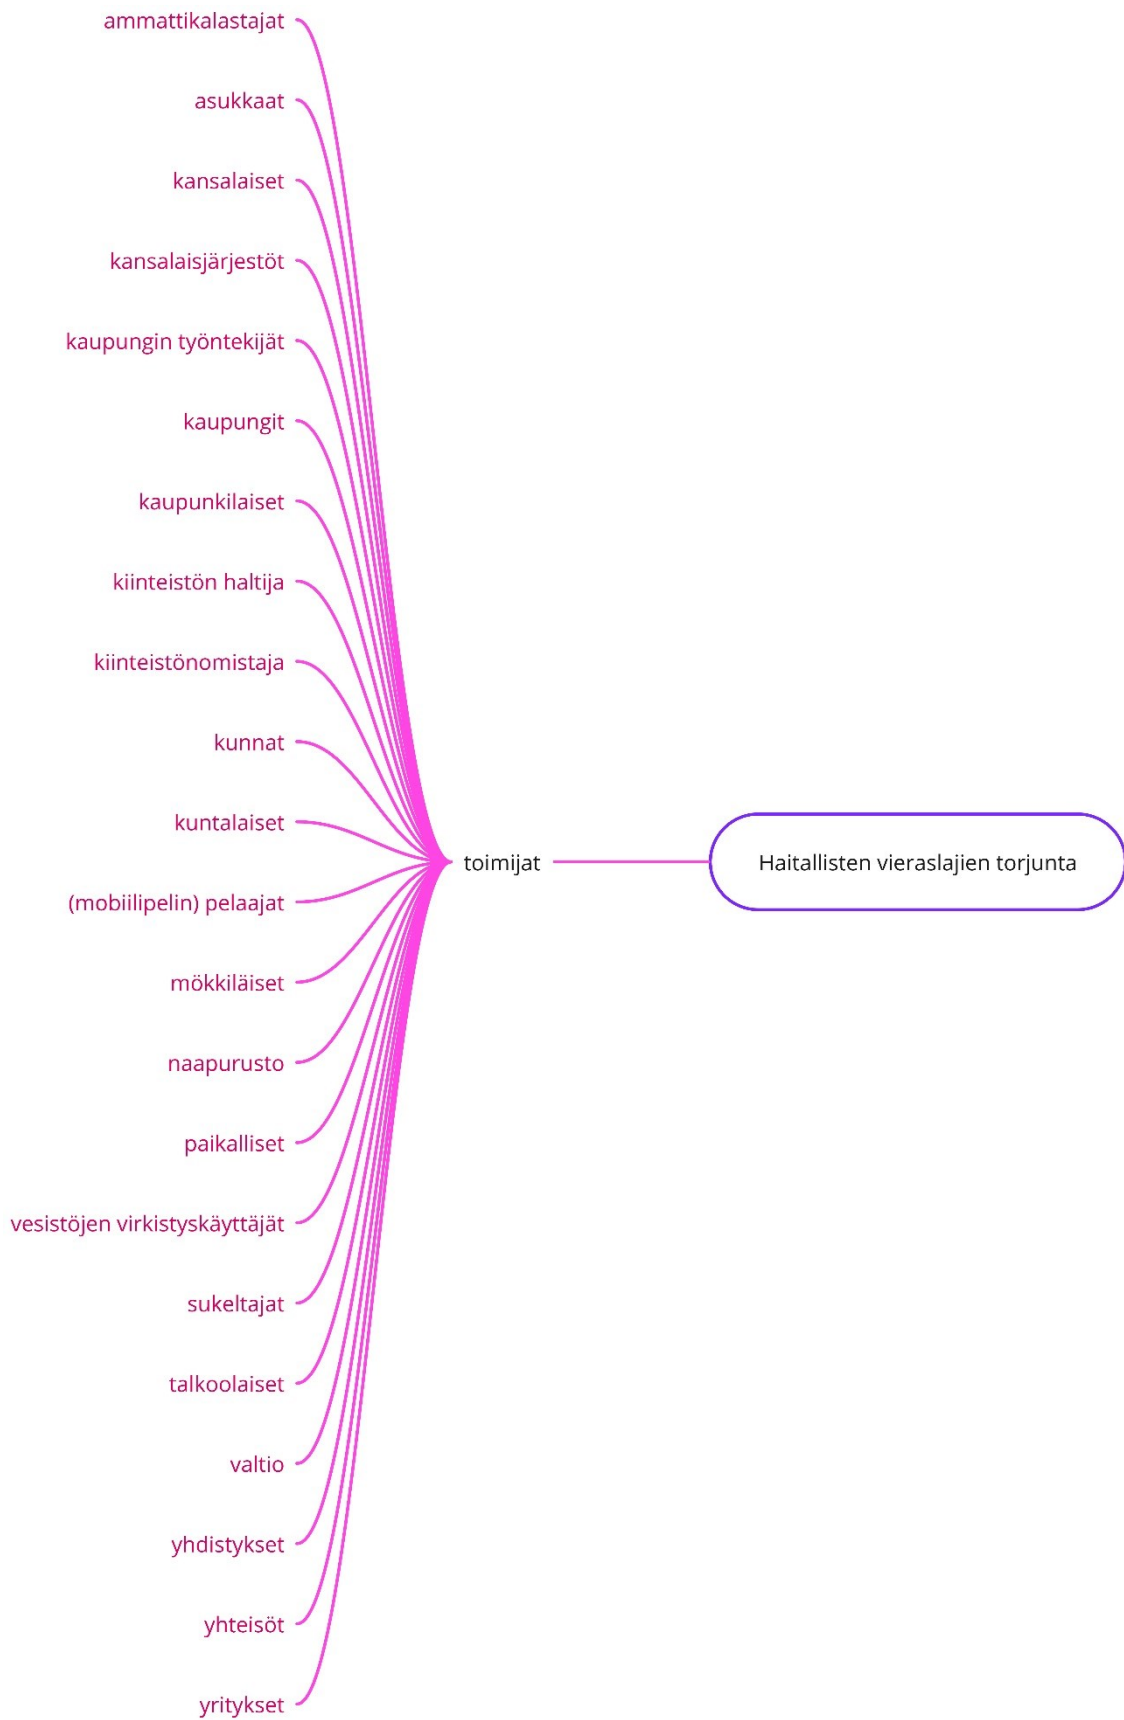 ammattikalastajat
asukkaat
kansalaiset
kansalaisjärjestöt
kaupungin työntekijät
kaupungit
kaupunkilaiset
kiinteistön haltija
kiinteistönomistaja
kunnat
kuntalaiset
toimijat
Haitallisten vieraslajien torjunta
(mobiilipelin) pelaajat
mökkiläiset
naapurusto
paikalliset
vesistöjen virkistyskäyttäjät
sukeltajat
talkoolaiset
valtio
yhdistykset
yhteisöt
yritykset